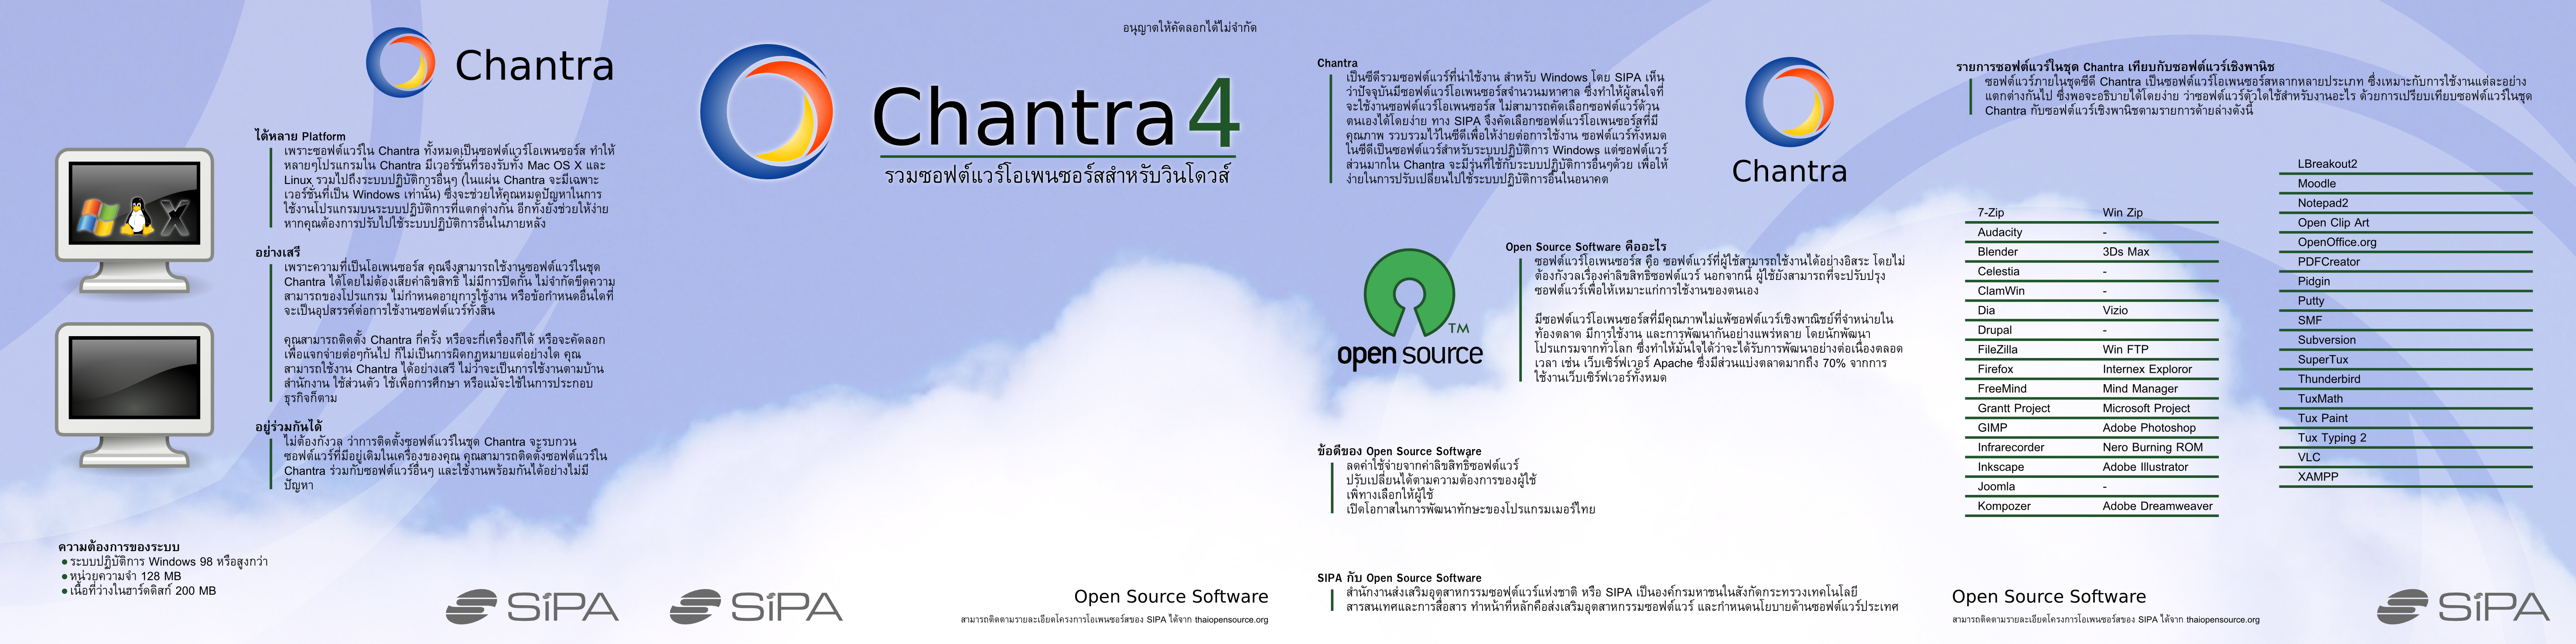 Chantra
ได้หลาย Platform
เพราะซอฟต์แวร์ใน Chantra ทั้งหมดเป็นซอฟต์แวร์โอเพนซอร์ส ทำให้
หลายๆโปรแกรมใน Chantra มีเวอร์ชั่นที่รองรับทั้ง Mac OS X และ
Linux รวมไปถึงระบบปฏิบัติการอื่นๆ (ในแผ่น Chantra จะมีเฉพาะ
เวอร์ชั่นที่เป็น Windows เท่านั้น) ซึ่งจะช่วยให้คุณหมดปัญหาในการ
ใช้งานโปรแกรมบนระบบปฏิบัติการที่แตกต่างกัน อีกทั้งยังช่วยให้ง่าย
หากคุณต้องการปรับไปใช้ระบบปฏิบัติการอื่นในภายหลัง
อย่างเสรี
เพราะความที่เป็นโอเพนซอร์ส คุณจึงสามารถใช้งานซอฟต์แวร์ในชุด
Chantra ได้โดยไม่ต้องเสียค่าลิขสิทธิ์ ไม่มีการปิดกั้น ไม่จำกัดขีดความ
สามารถของโปรแกรม ไม่กำหนดอายุการใช้งาน หรือข้อกำหนดอื่นใดที่
จะเป็นอุปสรรค์ต่อการใช้งานซอฟต์แวร์ทั้งสิ้น
คุณสามารถติดตั้ง Chantra กี่ครั้ง หรือจะกี่เครื่องก็ได้ หรือจะคัดลอก
เพื่อแจกจ่ายต่อๆกันไป ก็ไม่เป็นการผิดกฎหมายแต่อย่างใด คุณ
สามารถใช้งาน Chantra ได้อย่างเสรี ไม่ว่าจะเป็นการใช้งานตามบ้าน
สำนักงาน ใช้ส่วนตัว ใช้เพื่อการศึกษา หรือแม้จะใช้ในการประกอบ
ธุรกิจก็ตาม
อยู่ร่วมกันได้
ไม่ต้องกังวล ว่าการติดตั้งซอฟต์แวร์ในชุด Chantra จะรบกวน
ซอฟต์แวร์ที่มีอยู่เดิมในเครื่องของคุณ คุณสามารถติดตั้งซอฟต์แวร์ใน
Chantra ร่วมกับซอฟต์แวร์อื่นๆ และใช้งานพร้อมกันได้อย่างไม่มี
ปัญหา
ความต้องการของระบบ
ระบบปฏิบัติการ Windows 98 หรือสูงกว่า
หน่วยความจำ 128 MB
เนื้อที่ว่างในฮาร์ดดิสก์ 200 MB
SiPA
อนุญาตให้คัดลอกได้ไม่จำกัด
Chantra 4
รวมซอฟต์แวร์โอเพนซอร์สสำหรับวินโดวส์
SiPA
Open Source Software
สามารถติดตามรายละเอียดโครงการโอเพนซอร์สของ SIPA ได้จาก thaiopensource.org
Chantra
เป็นซีดีรวมซอฟต์แวร์ที่น่าใช้งาน สำหรับ Windows โดย SIPA เห็น
ว่าปัจจุบันมีซอฟต์แวร์โอเพนซอร์สจำนวนมหาศาล ซึ่งทำให้ผู้สนใจที่
จะใช้งานซอฟต์แวร์โอเพนซอร์ส ไม่สามารถคัดเลือกซอฟต์แวร์ด้วน
ตนเองได้โดยง่าย ทาง SIPA จึงคัดเลือกซอฟต์แวร์โอเพนซอร์สที่มี
คุณภาพ รวบรวมไว้ในซีดีเพื่อให้ง่ายต่อการใช้งาน ซอฟต์แวร์ทั้งหมด
ในซีดีเป็นซอฟต์แวร์สำหรับระบบปฏิบัติการ Windows แต่ซอฟต์แวร์
ส่วนมากใน Chantra จะมีรุ่นที่ใช้กับระบบปฏิบัติการอื่นๆด้วย เพื่อให้
ง่ายในการปรับเปลี่ยนไปใช้ระบบปฏิบัติการอื่นในอนาคต
Chantra
Open Source Software คืออะไร
ซอฟต์แวร์โอเพนซอร์ส คือ ซอฟต์แวร์ที่ผู้ใช้สามารถใช้งานได้อย่างอิสระ โดยไม่
ต้องกังวลเรื่องค่าลิขสิทธิ์ซอฟต์แวร์ นอกจากนี้ ผู้ใช้ยังสามารถที่จะปรับปรุง
ซอฟต์แวร์เพื่อให้เหมาะแก่การใช้งานของตนเอง
มีซอฟต์แวร์โอเพนซอร์สที่มีคุณภาพไม่แพ้ซอฟต์แวร์เชิงพาณิชย์ที่จำหน่ายใน
ท้องตลาด มีการใช้งาน และการพัฒนากันอย่างแพร่หลาย โดยนักพัฒนา
โปรแกรมจากทั่วโลก ซึ่งทำให้มั่นใจได้ว่าจะได้รับการพัฒนาอย่างต่อเนื่องตลอด
เวลา เช่น เว็บเซิร์ฟเวอร์ Apache ซึ่งมีส่วนแบ่งตลาดมากถึง 70% จากการ
ใช้งานเว็บเซิร์ฟเวอร์ทั้งหมด
TM
open source
ข้อดีของ Open Source Software
ลดค่าใช้จ่ายจากค่าลิขสิทธิ์ซอฟต์แวร์
ปรับเปลี่ยนได้ตามความต้องการของผู้ใช้
เพิ่ทางเลือกให้ผู้ใช้
เปิดโอกาสในการพัฒนาทักษะของโปรแกรมเมอร์ไทย
SIPA กับ Open Source Software
สำนักงานส่งเสริมอุตสาหกรรมซอฟต์แวร์แห่งชาติ หรือ SIPA เป็นองค์กรมหาชนในสังกัดกระทรวงเทคโนโลยี
สารสนเทศและการสื่อสาร ทำหน้าที่หลักคือส่งเสริมอุตสาหกรรมซอฟต์แวร์ และกำหนดนโยบายด้านซอฟต์แวร์ประเทศ
รายการซอฟต์แวร์ในชุด Chantra เทียบกับซอฟต์แวร์เชิงพานิช
ซอฟต์แวร์ภายในชุดซีดี Chantra เป็นซอฟต์แวร์โอเพนซอร์สหลากหลายประเภท ซึ่งเหมาะกับการใช้งานแต่ละอย่าง
แตกต่างกันไป ซึ่งพอจะอธิบายได้โดยง่าย ว่าซอฟต์แวร์ตัวใดใช้สำหรับงานอะไร ด้วยการเปรียบเทียบซอฟต์แวร์ในชุด
Chantra กับซอฟต์แวร์เชิงพานิชตามรายการด้ายล่างดังนี้
7-Zip Win Zip
Audacity -
Blender 3Ds Max
Celestia -
ClamWin -
Dia Vizio
Drupal -
FileZilla Win FTP
Firefox Internex Exploror
FreeMind Mind Manager
Grantt Project Microsoft Project
GIMP Adobe Photoshop
Infrarecorder Nero Burning ROM
Inkscape Adobe Illustrator
Joomla -
Kompozer Adobe Dreamweaver
LBreakout2
Moodle
Notepad2
Open Clip Art
OpenOffice.org
PDFCreator
Pidgin
Putty
SMF
Subversion
SuperTux
Thunderbird
TuxMath
Tux Paint
Tux Typing 2
VLC
XAMPP
Open Source Software
สามารถติดตามรายละเอียดโครงการโอเพนซอร์สของ SIPA ได้จาก thaiopensource.org
SiPA